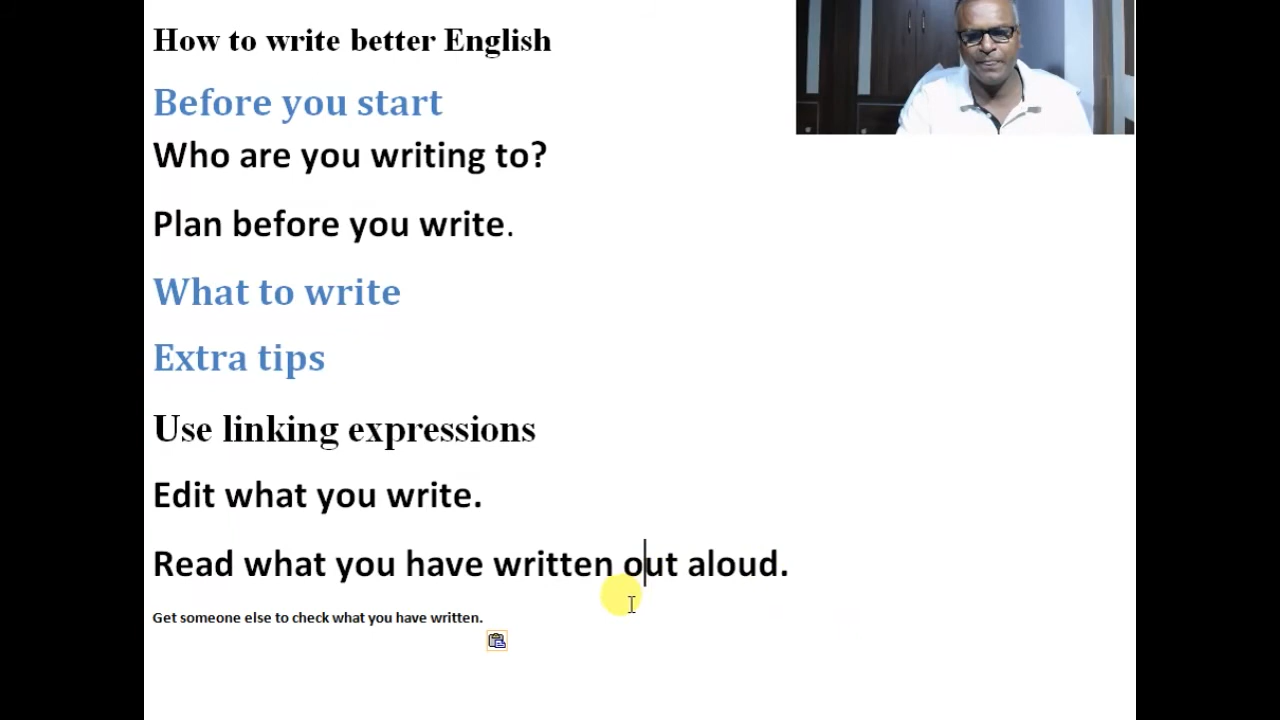 How to write better English
Before you start
Who are you writing to?
Plan before you write.
What to write
Extra tips
Use linking expressions
Edit what you write.
Read what you have written out aloud.
Get someone else to check what you have written.